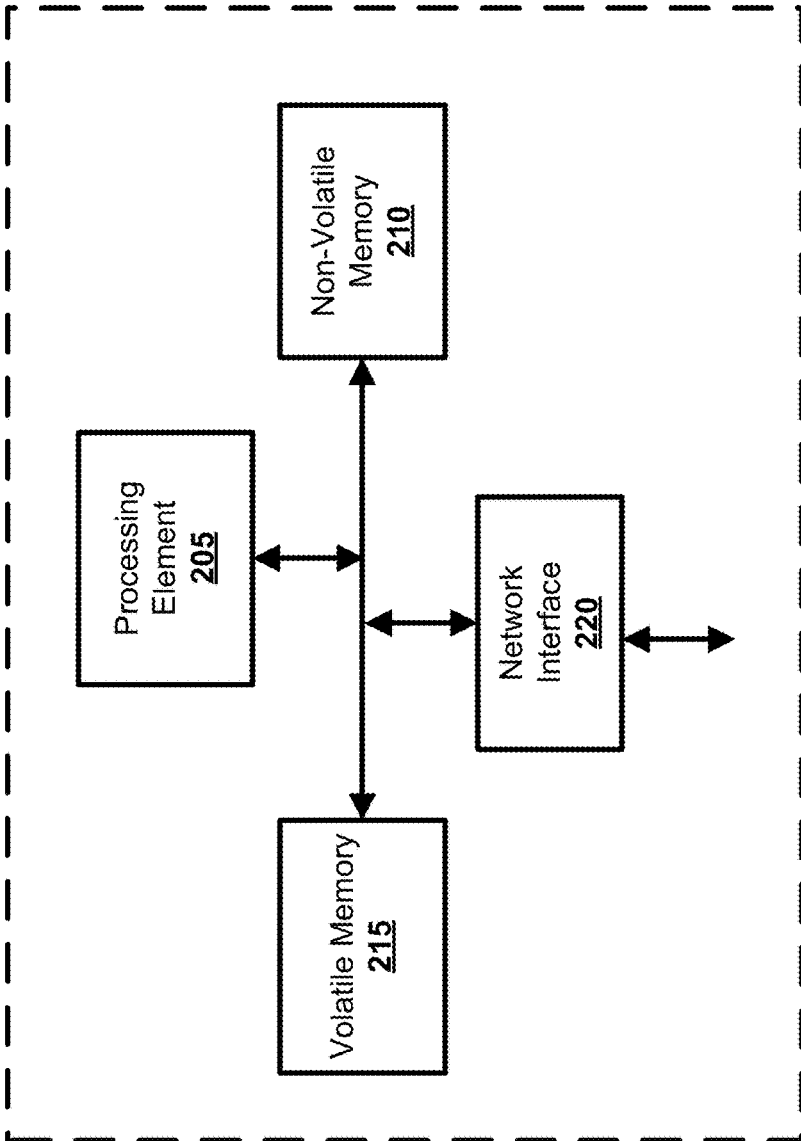 Processing
Element
205
Volatile Memory
215
Non-Volatile
Memory
210
Network
Interface
220